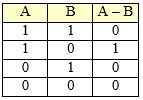 A B A – B
1 1 0
1 0 1
0 1 0
0 0 0